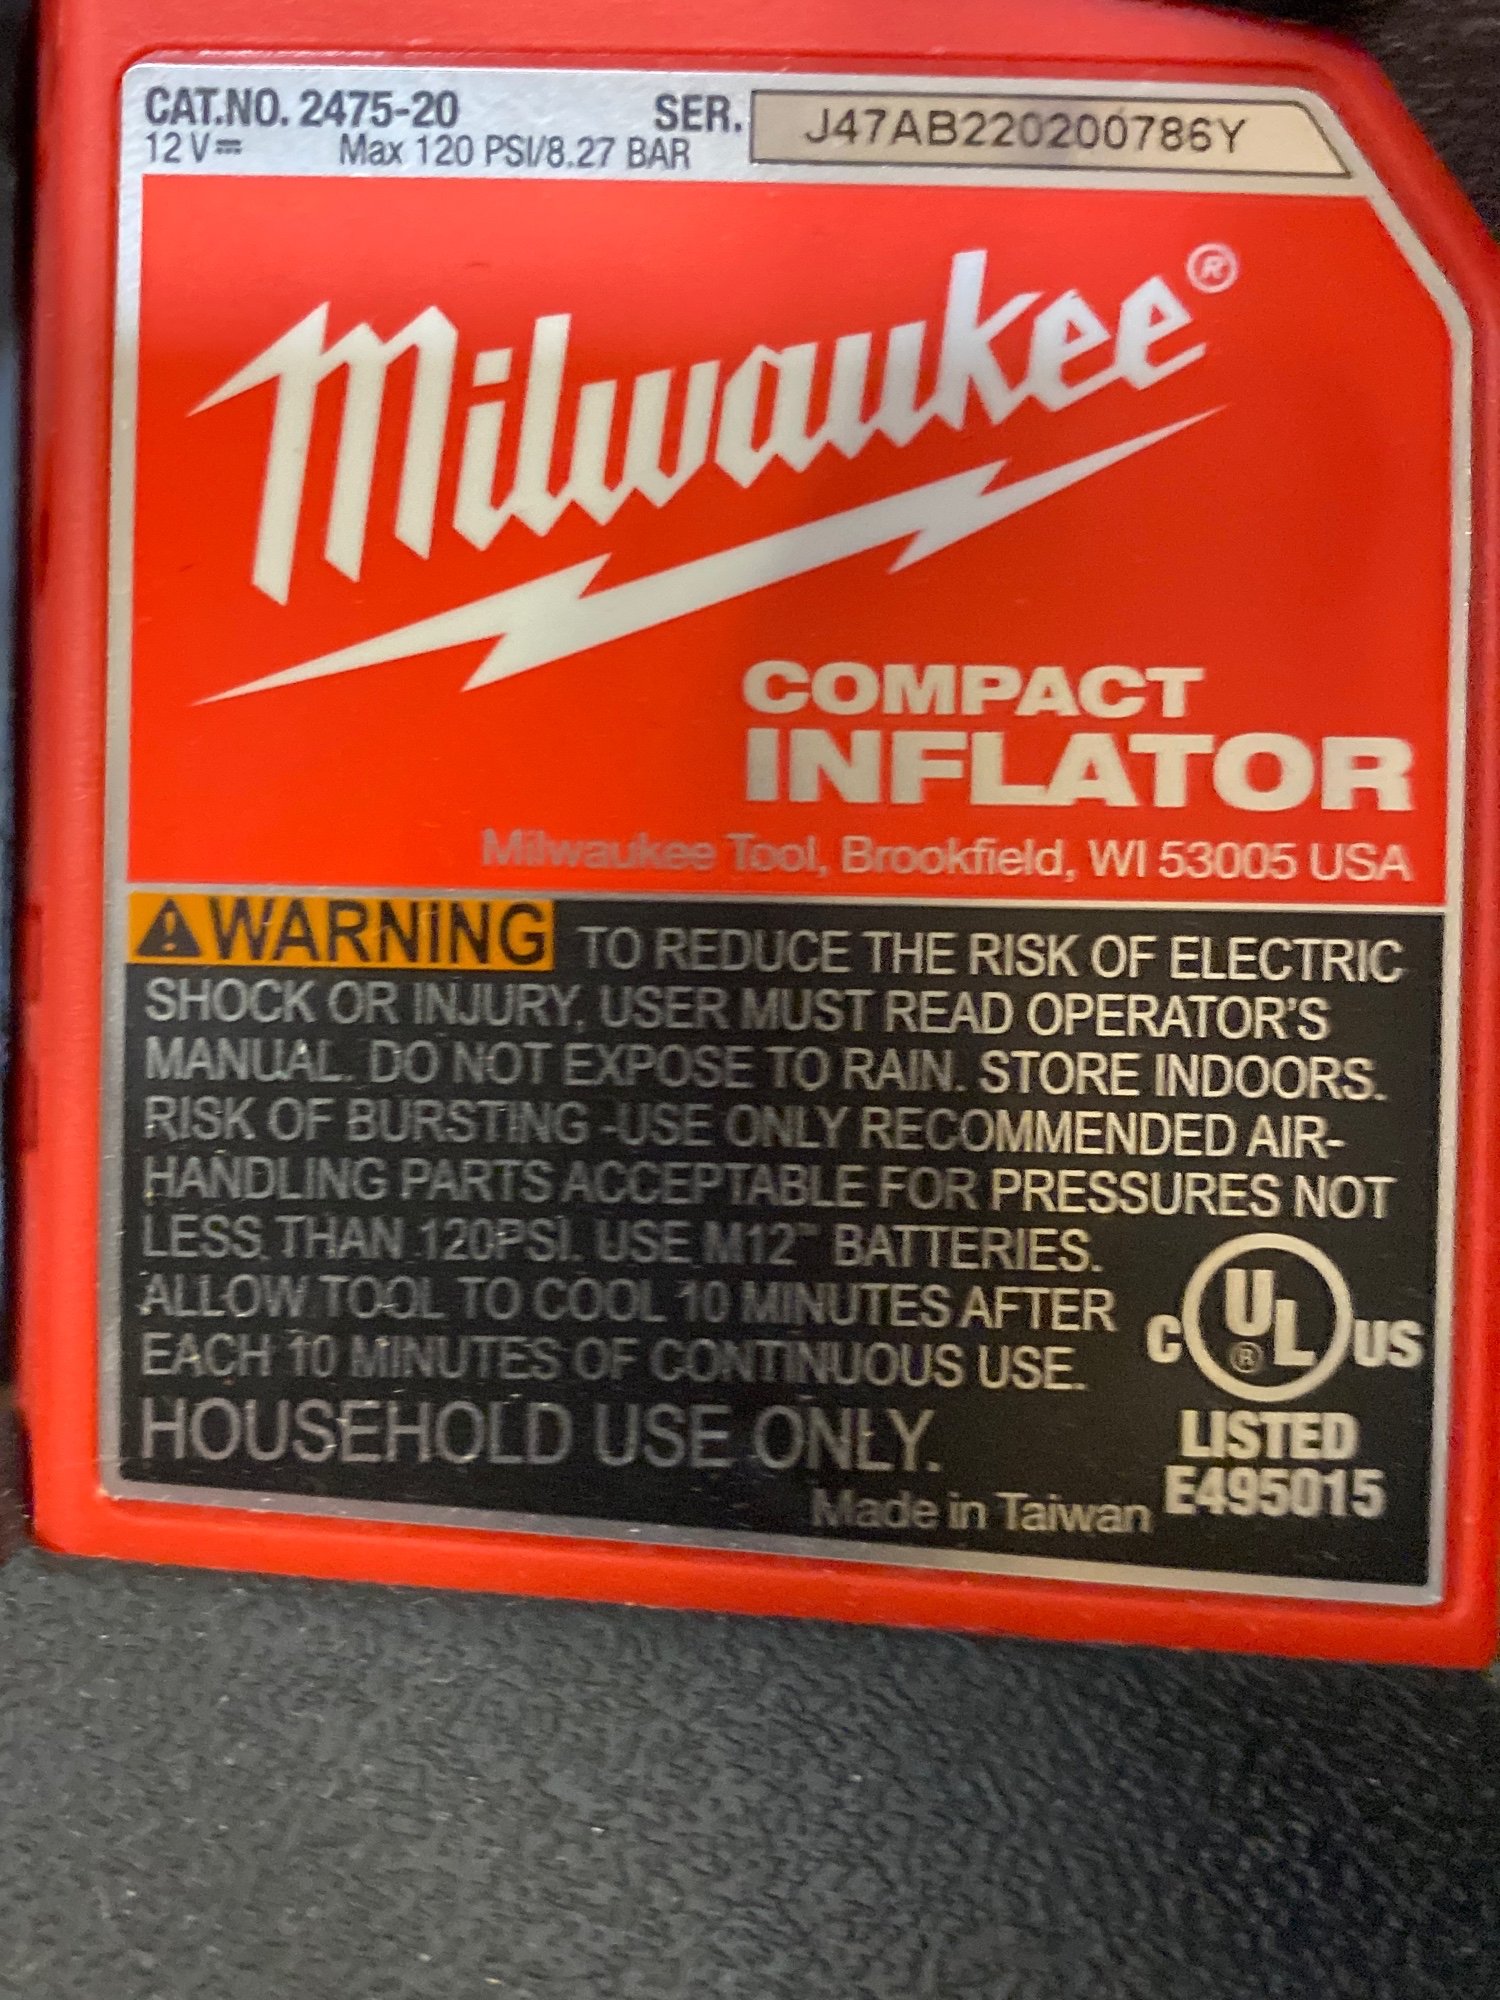 CAT.NO. 2475-20 SER. J47AB220200786Y
12 V⎓ Max 120 PSI/8.27 BAR
Milwaukee®
COMPACT
INFLATOR
Milwaukee Tool, Brookfield, WI 53005 USA
⚠WARNING TO REDUCE THE RISK OF ELECTRIC
SHOCK OR INJURY, USER MUST READ OPERATOR'S
MANUAL. DO NOT EXPOSE TO RAIN. STORE INDOORS.
RISK OF BURSTING -USE ONLY RECOMMENDED AIR-
HANDLING PARTS ACCEPTABLE FOR PRESSURES NOT
LESS THAN 120PSI. USE M12™ BATTERIES.
ALLOW TOOL TO COOL 10 MINUTES AFTER
EACH 10 MINUTES OF CONTINUOUS USE.
HOUSEHOLD USE ONLY.
C UL® US
LISTED
E495015
Made in Taiwan